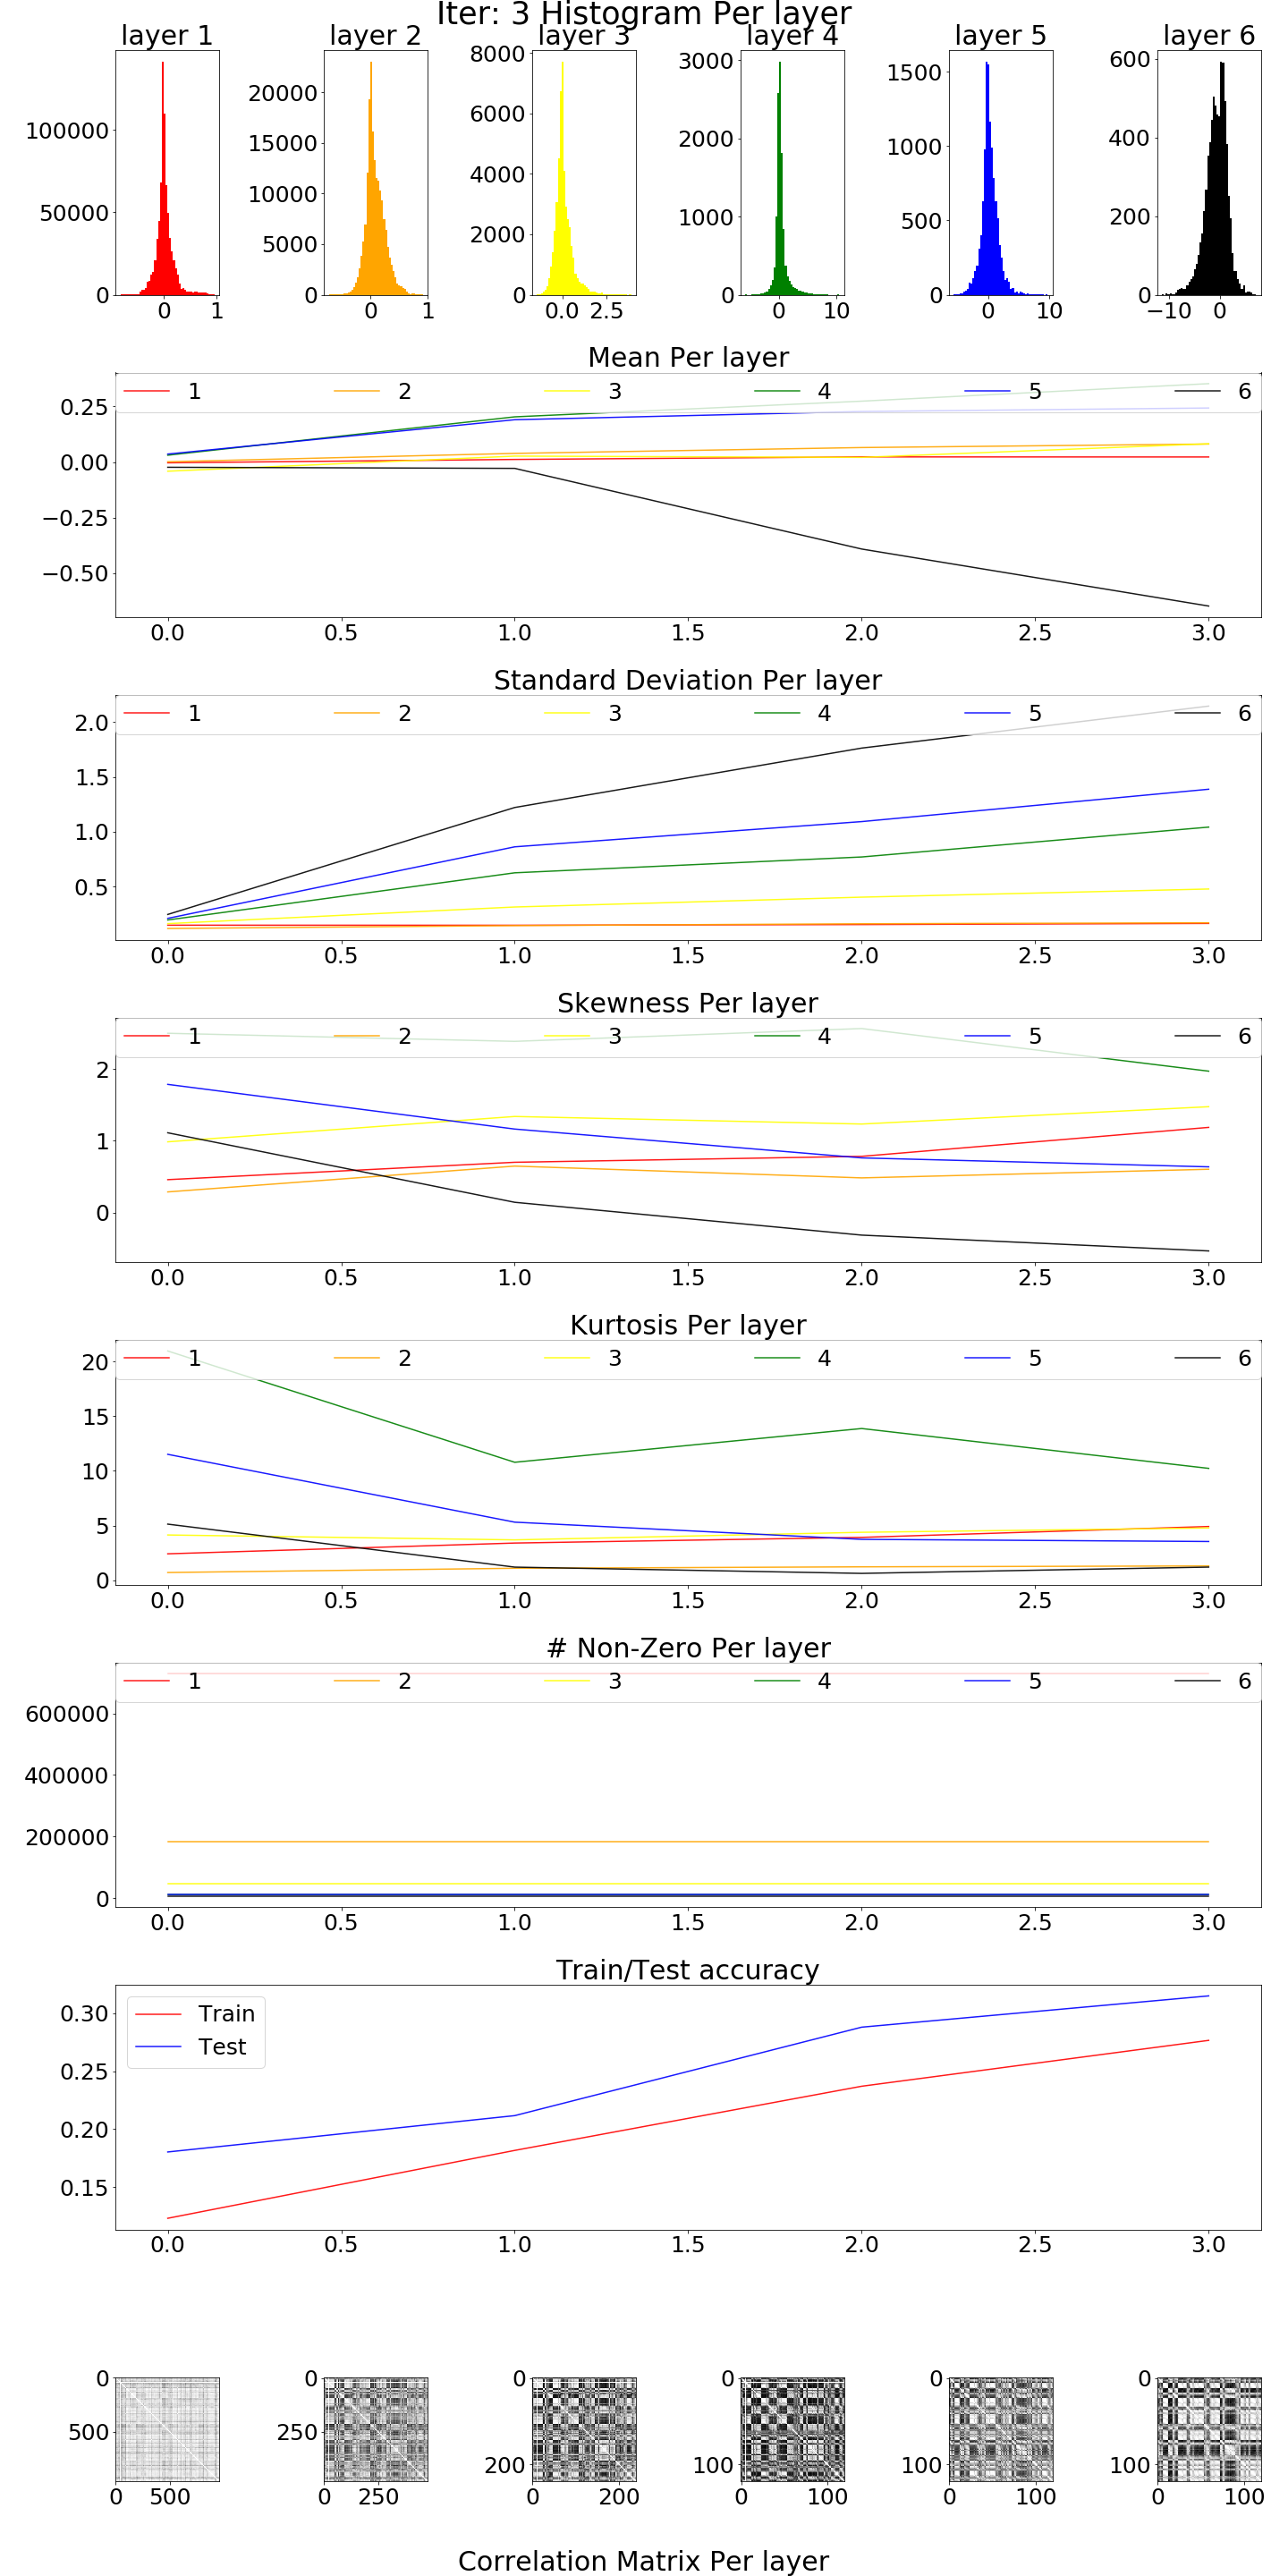 Iter: 3 Histogram Per layer
layer 1 layer 2 layer 3 layer 4 layer 5 layer 6
100000 50000 0
0 1
20000 15000 10000 5000 0
0 1
8000 6000 4000 2000 0
0.0 2.5
3000 2000 1000 0
0 10
1500 1000 500 0
0 10
600 400 200 0
−10 0
Mean Per layer
1 2 3 4 5 6
0.25
0.00
−0.25
−0.50
0.0 0.5 1.0 1.5 2.0 2.5 3.0
Standard Deviation Per layer
1 2 3 4 5 6
2.0
1.5
1.0
0.5
0.0 0.5 1.0 1.5 2.0 2.5 3.0
Skewness Per layer
1 2 3 4 5 6
2
1
0
0.0 0.5 1.0 1.5 2.0 2.5 3.0
Kurtosis Per layer
1 2 3 4 5 6
20
15
10
5
0
0.0 0.5 1.0 1.5 2.0 2.5 3.0
# Non-Zero Per layer
1 2 3 4 5 6
600000
400000
200000
0
0.0 0.5 1.0 1.5 2.0 2.5 3.0
Train/Test accuracy
Train
Test
0.30
0.25
0.20
0.15
0.0 0.5 1.0 1.5 2.0 2.5 3.0
0 500
0 500
0 250
0 250
0 200
0 200
0 100
0 100
0 100
0 100
0 100
0 100
Correlation Matrix Per layer